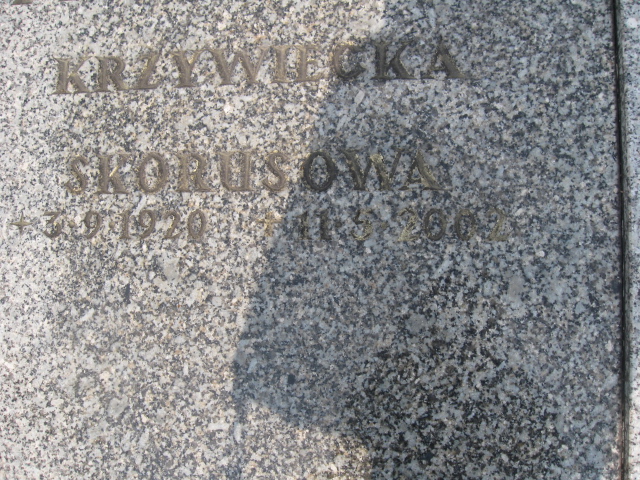 KRZYWIECKA
SKORUSOWA
+ 3.9.1920 + 11.5.2002